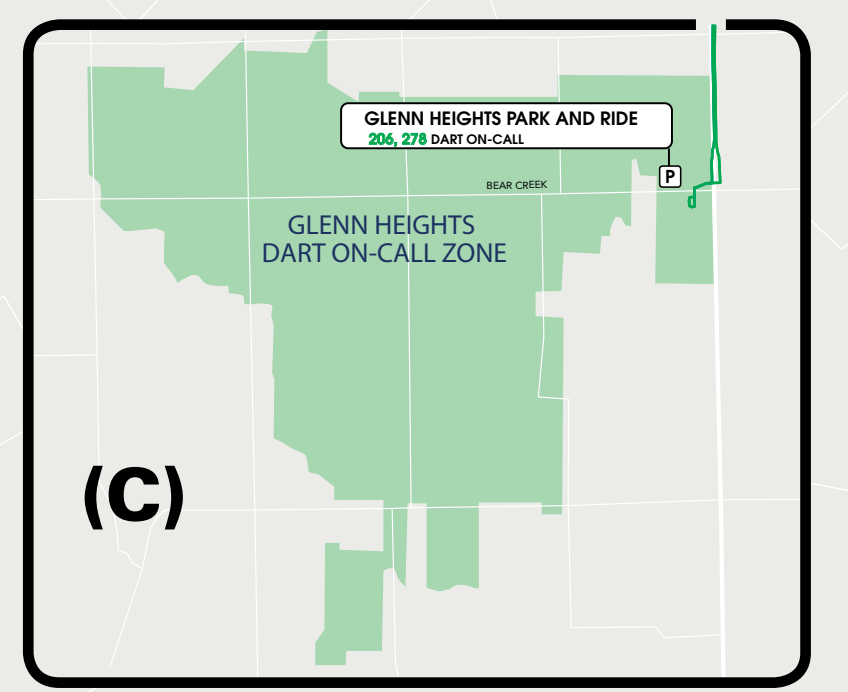 GLENN HEIGHTS PARK AND RIDE
206, 278 DART ON-CALL
P
BEAR CREEK
GLENN HEIGHTS
DART ON-CALL ZONE
(C)